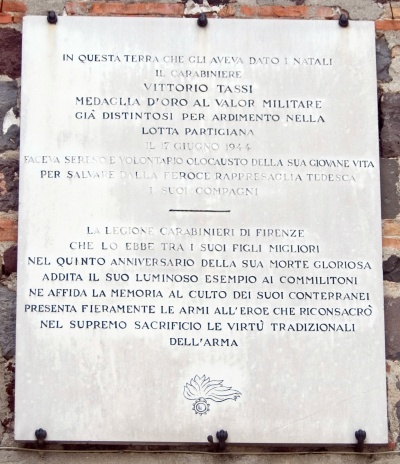 IN QUESTA TERRA CHE GLI AVEVA DATO I NATALI
IL CARABINIERE
VITTORIO TASSI
MEDAGLIA D'ORO AL VALOR MILITARE
GIÀ DISTINTOSI PER ARDIMENTO NELLA
LOTTA PARTIGIANA
IL 17 GIUGNO 1944
FACEVA SERENO E VOLONTARIO OLOCAUSTO DELLA SUA GIOVANE VITA
PER SALVARE DALLA FEROCE RAPPRESAGLIA TEDESCA
I SUOI COMPAGNI
LA LEGIONE CARABINIERI DI FIRENZE
CHE LO EBBE TRA I SUOI FIGLI MIGLIORI
NEL QUINTO ANNIVERSARIO DELLA SUA MORTE GLORIOSA
ADDITA IL SUO LUMINOSO ESEMPIO AI COMMILITONI
NE AFFIDA LA MEMORIA AL CULTO DEI SUOI CONTERRANEI
PRESENTA FIERAMENTE LE ARMI ALL'EROE CHE RICONSACRÒ
NEL SUPREMO SACRIFICIO LE VIRTÙ TRADIZIONALI
DELL'ARMA